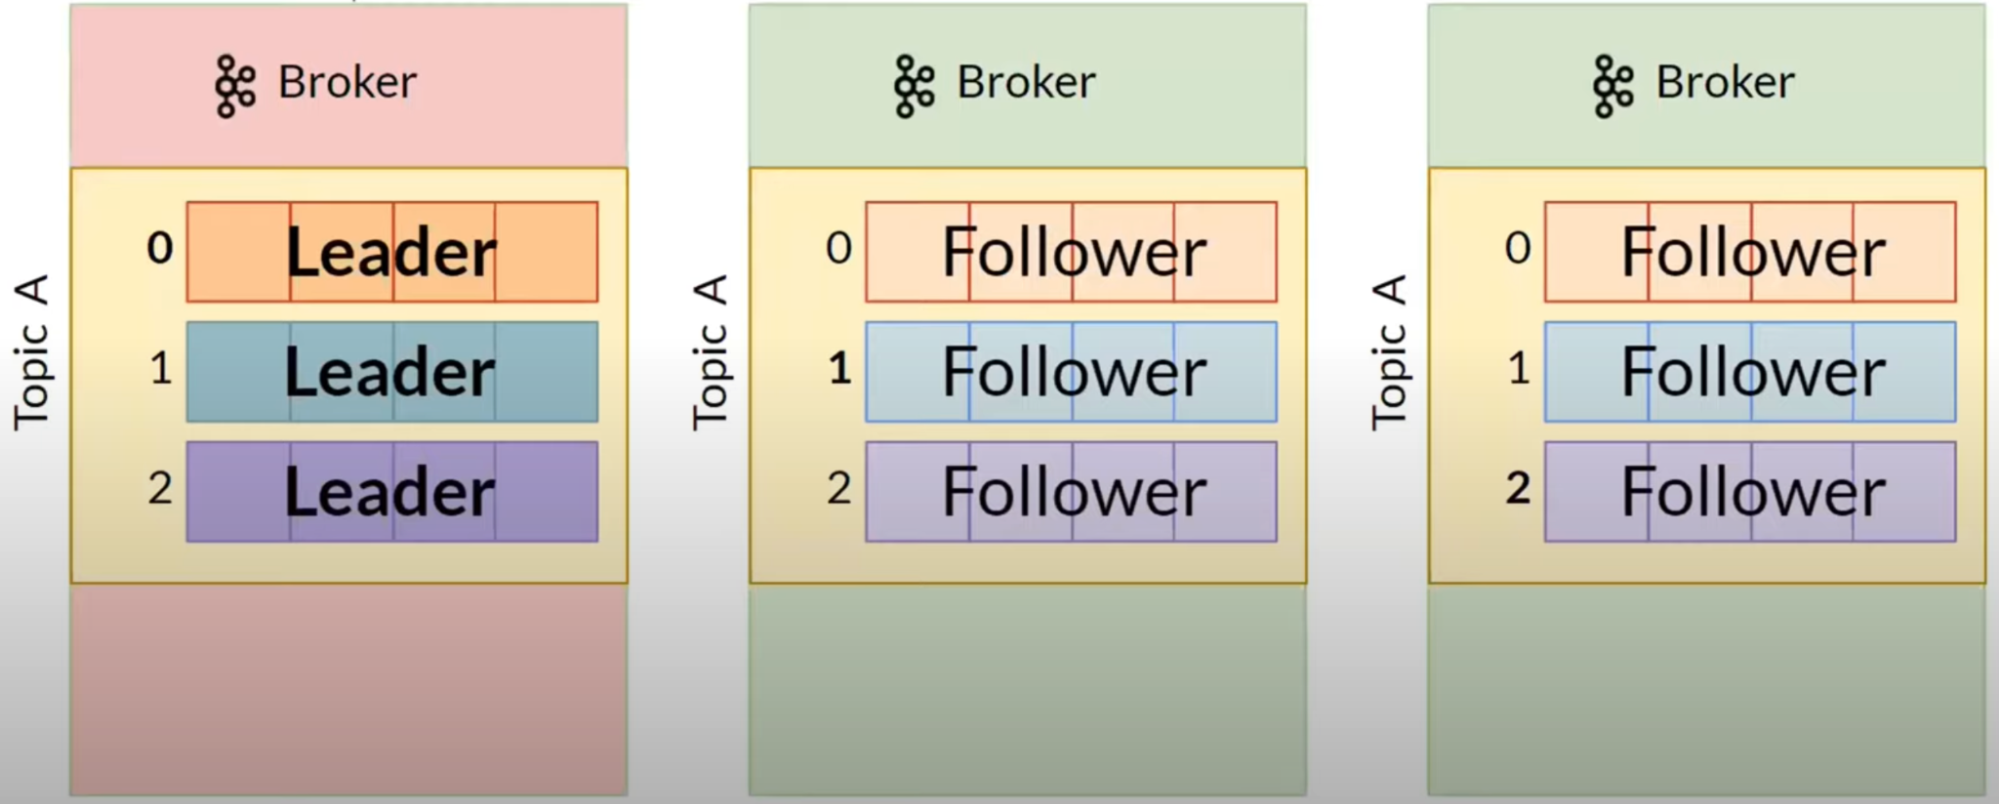 Broker
Topic A
0 Leader
1 Leader
2 Leader
Broker
Topic A
0 Follower
1 Follower
2 Follower
Broker
Topic A
0 Follower
1 Follower
2 Follower